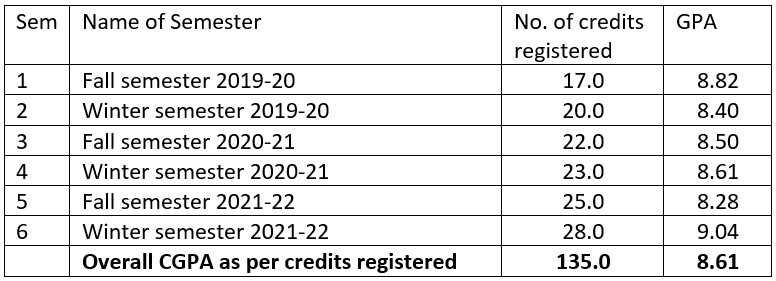 Sem Name of Semester No. of credits registered GPA
1 Fall semester 2019-20 17.0 8.82
2 Winter semester 2019-20 20.0 8.40
3 Fall semester 2020-21 22.0 8.50
4 Winter semester 2020-21 23.0 8.61
5 Fall semester 2021-22 25.0 8.28
6 Winter semester 2021-22 28.0 9.04
Overall CGPA as per credits registered 135.0 8.61